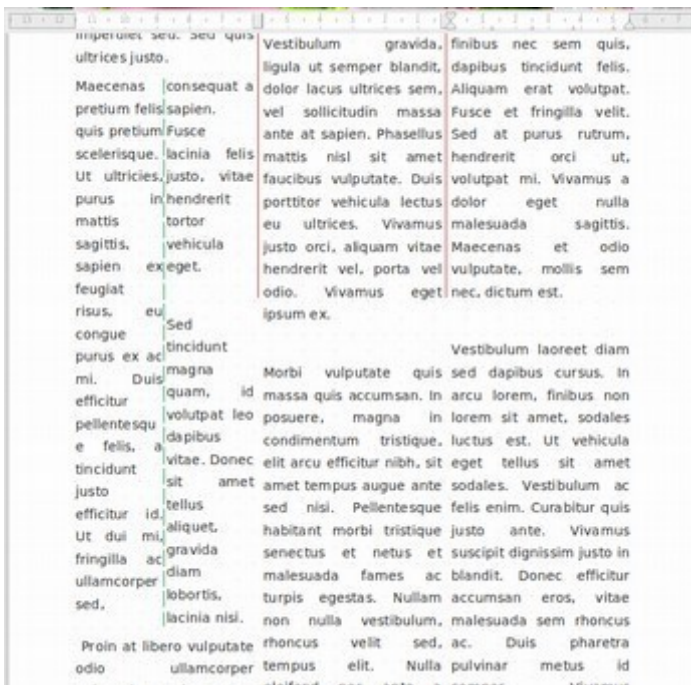 imperdiet sed. Sed quis
ultrices justo.
Maecenas
pretium felis
quis pretium
scelerisque.
Ut ultricies,
purus in
mattis
sagittis,
sapien ex
feugiat
risus, eu
congue
purus ex ac
mi. Duis
efficitur
pellentesqu
e felis, a
tincidunt
justo
efficitur id.
Ut dui mi,
fringilla ac
ullamcorper
sed,
consequat a
sapien.
Fusce
lacinia felis
justo, vitae
hendrerit
tortor
vehicula
eget.
Sed
tincidunt
magna
quam, id
volutpat leo
dapibus
vitae. Donec
sit amet
tellus
aliquet,
gravida
diam
lobortis,
lacinia nisi.
Proin at libero vulputate
odio ullamcorper
Vestibulum gravida,
ligula ut semper blandit,
dolor lacus ultrices sem,
vel sollicitudin massa
ante at sapien. Phasellus
mattis nisl sit amet
faucibus vulputate. Duis
porttitor vehicula lectus
eu ultrices. Vivamus
justo orci, aliquam vitae
hendrerit vel, porta vel
odio. Vivamus eget
ipsum ex.
Morbi vulputate quis
massa quis accumsan. In
posuere, magna in
condimentum tristique,
elit arcu efficitur nibh, sit
amet tempus augue ante
sed nisi. Pellentesque
habitant morbi tristique
senectus et netus et
malesuada fames ac
turpis egestas. Nullam
non nulla vestibulum,
rhoncus velit sed,
tempus elit. Nulla
finibus nec sem quis,
dapibus tincidunt felis.
Aliquam erat volutpat.
Fusce et fringilla velit.
Sed at purus rutrum,
hendrerit orci ut,
volutpat mi. Vivamus a
dolor eget nulla
malesuada sagittis.
Maecenas et odio
vulputate, mollis sem
nec, dictum est.
Vestibulum laoreet diam
sed dapibus cursus. In
arcu lorem, finibus non
lorem sit amet, sodales
luctus est. Ut vehicula
eget tellus sit amet
sodales. Vestibulum ac
felis enim. Curabitur quis
justo ante. Vivamus
suscipit dignissim justo in
blandit. Donec efficitur
accumsan eros, vitae
malesuada sem rhoncus
ac. Duis pharetra
pulvinar metus id